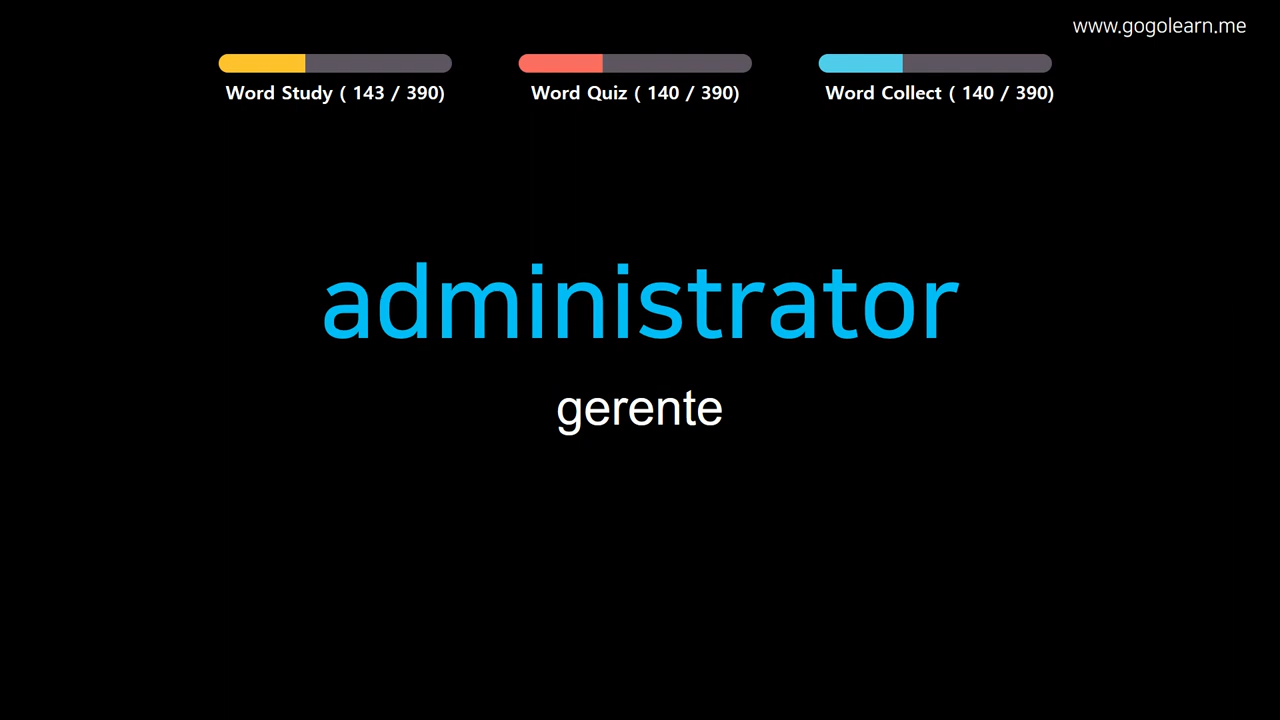 www.gogolearn.me
Word Study ( 143 / 390)
Word Quiz ( 140 / 390)
Word Collect ( 140 / 390)
administrator
gerente